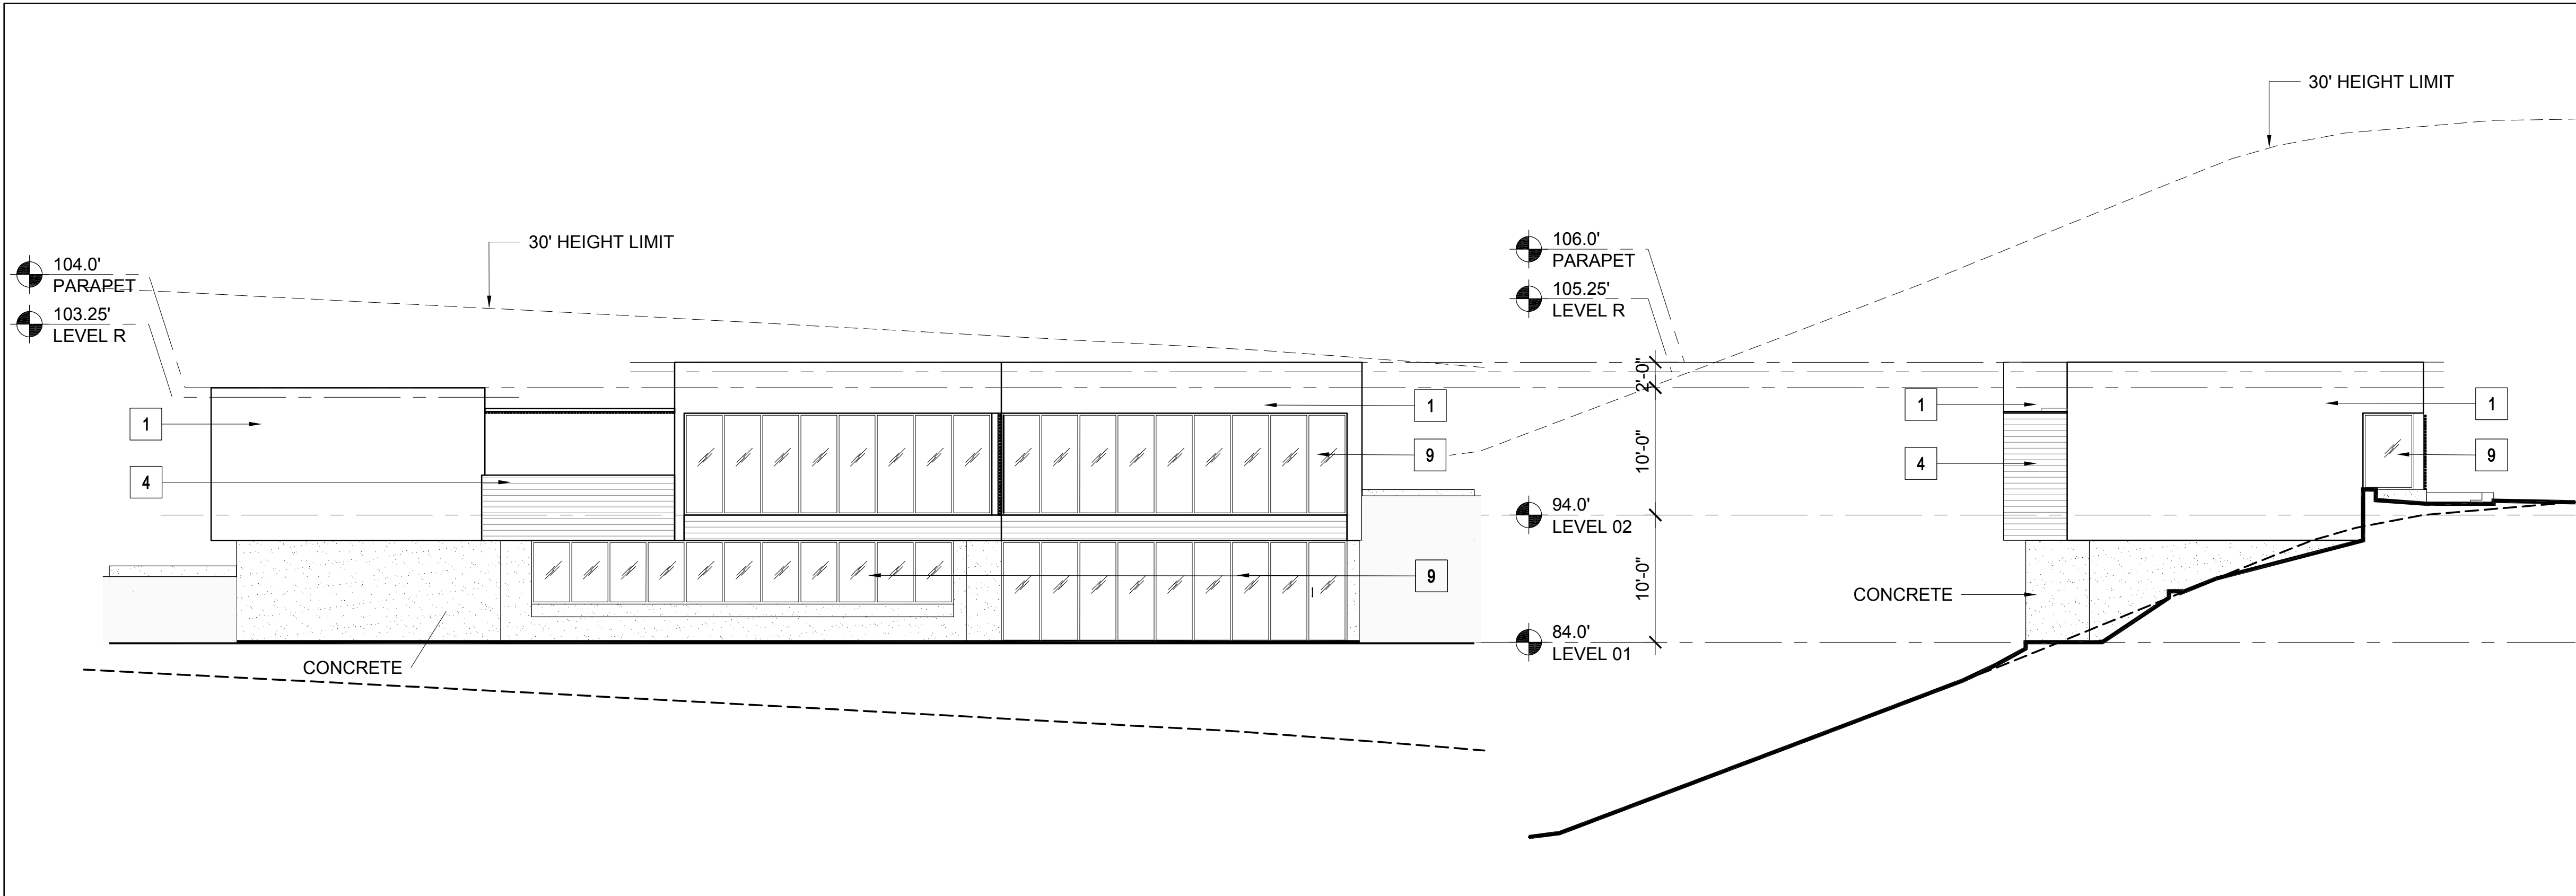 30' HEIGHT LIMIT
104.0'
PARAPET
103.25'
LEVEL R
1
4
1
9
9
CONCRETE
30' HEIGHT LIMIT
106.0'
PARAPET
105.25'
LEVEL R
2'-0"
10'-0"
94.0'
LEVEL 02
10'-0"
84.0'
LEVEL 01
1
4
1
9
CONCRETE